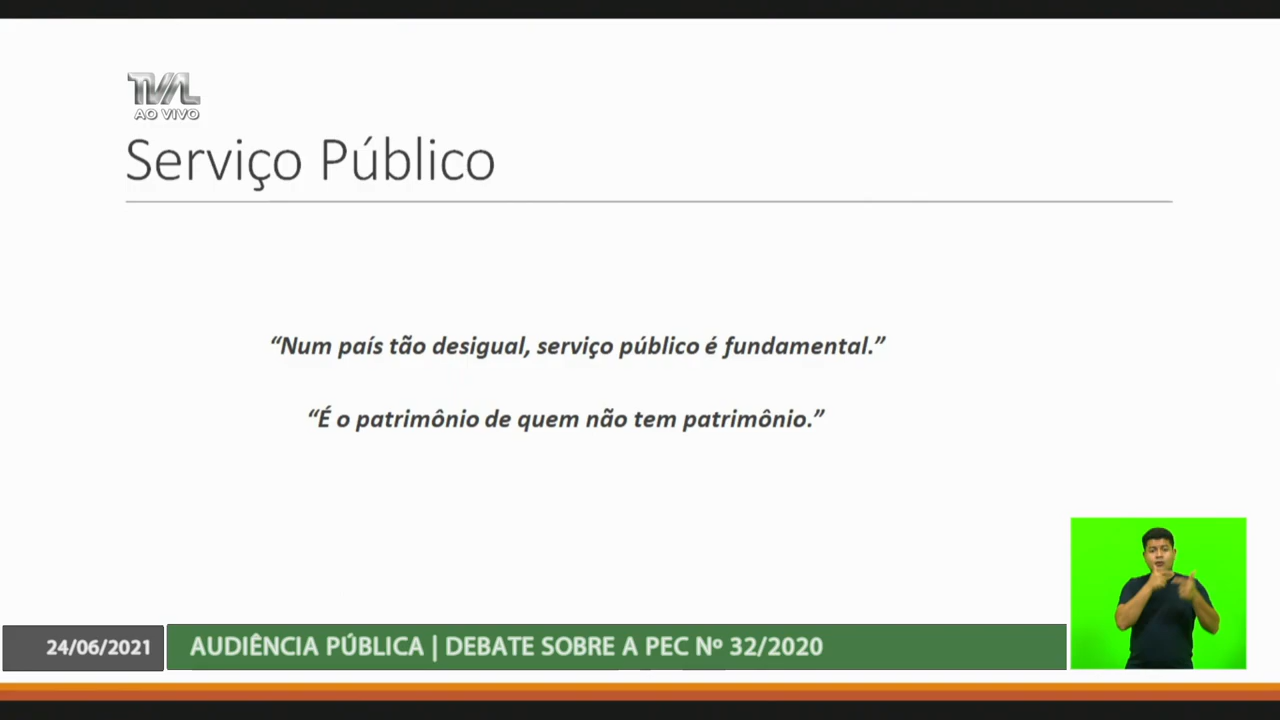 TVAL
AO VIVO
Serviço Público
“Num país tão desigual, serviço público é fundamental.”
“É o patrimônio de quem não tem patrimônio.”
24/06/2021
AUDIÊNCIA PÚBLICA | DEBATE SOBRE A PEC Nº 32/2020